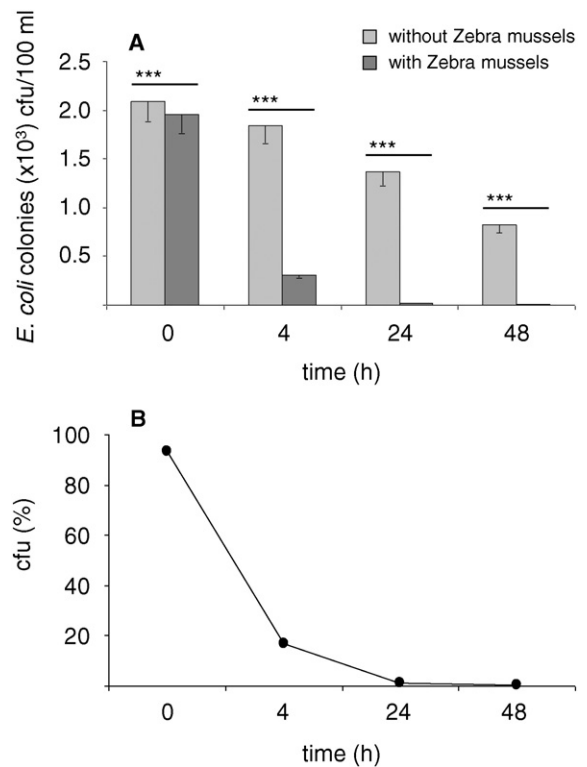 A
without Zebra mussels
with Zebra mussels
E. coli colonies (x10³) cfu/100 ml
2.5
2.0
1.5
1.0
0.5
***
***
***
***
0 4 24 48
time (h)
B
cfu (%)
100
80
60
40
20
0 4 24 48
time (h)